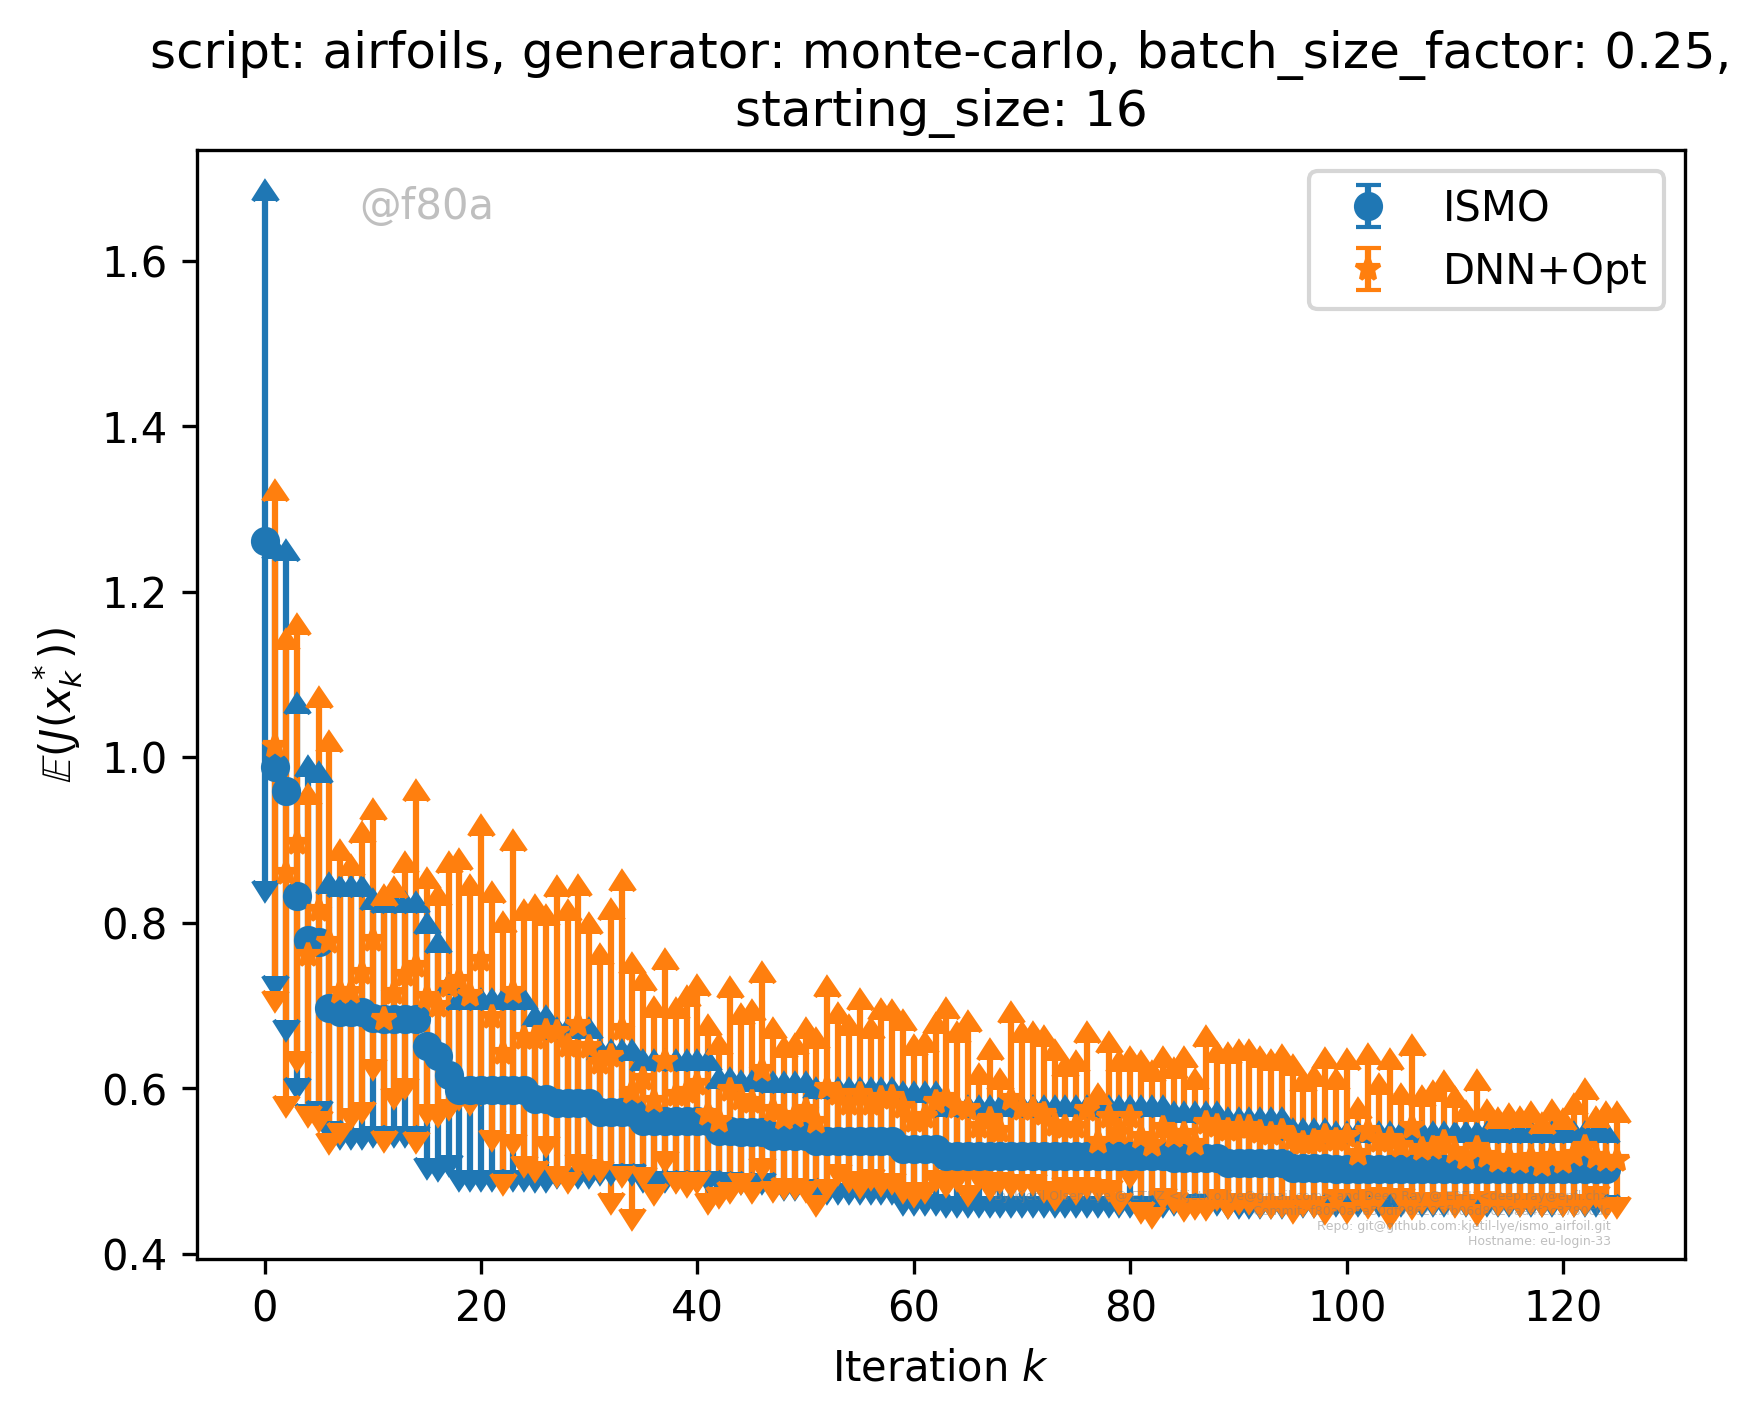 script: airfoils, generator: monte-carlo, batch_size_factor: 0.25,
starting_size: 16
@f80a
ISMO
DNN+Opt
1.6
1.4
1.2
1.0
0.8
0.6
0.4
𝔼(J(x*ₖ))
Repo: git@github.com:kjetil-lye/ismo_airfoil.git
Hostname: eu-login-33
0 20 40 60 80 100 120
Iteration k